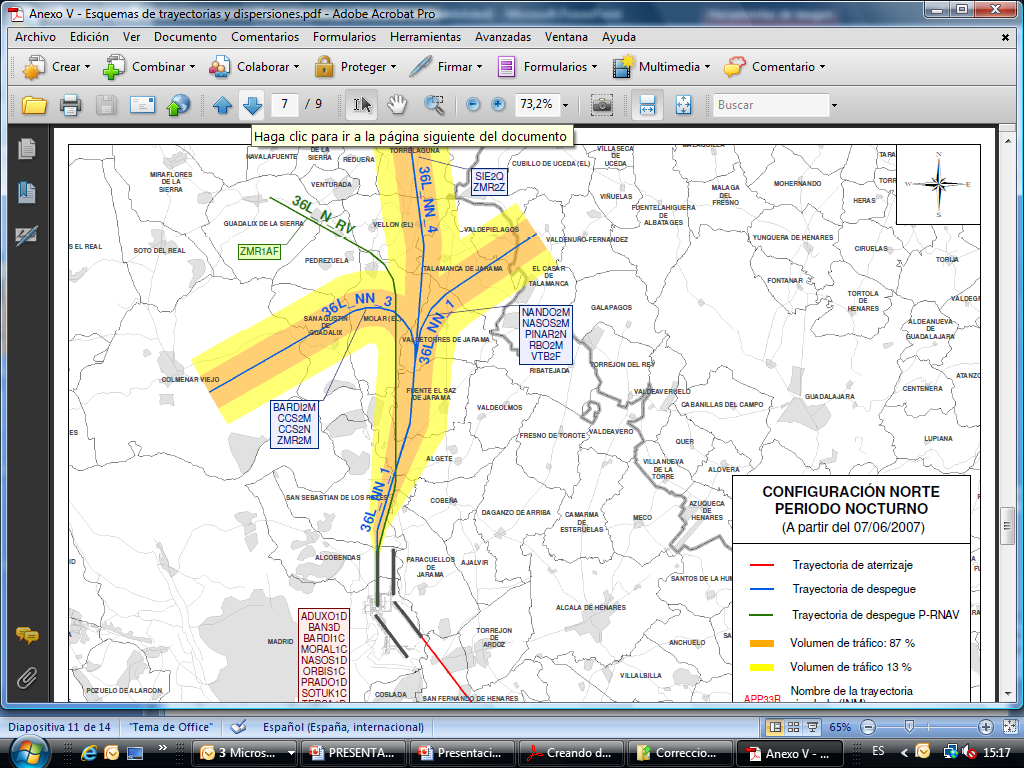 Anexo V - Esquemas de trayectorias y dispersiones.pdf - Adobe Acrobat Pro
Archivo Edición Ver Documento Comentarios Formularios Herramientas Avanzadas Ventana Ayuda
Crear Combinar Colaborar Proteger Firmar Formularios Multimedia Comentario
7 / 9 73,2% Buscar
Haga clic para ir a la página siguiente del documento
TORRELAGUNA
NAVALAFUENTE
DE LA
SIERRA
REDUEÑA
CUBILLO DE UCEDA (EL)
VILLASECA
DE
UCEDA
MIRAFLORES
DE LA
SIERRA
VENTURADA
SIE2Q
ZMR2Z
MALAGA
DEL
FRESNO
MOHERNANDO
HERAS
N
W E
S
36L_N_RV
36L_NN_4
VIÑUELAS
FUENTELAHIGUERA
DE
ALBATAGES
GUADALIX DE LA SIERRA
VELLON (EL)
VALDEPIELAGOS
VALDENUÑO-FERNANDEZ
YUNQUERA DE HENARES
CIRUELAS
S EL REAL
SOTO DEL REAL
ZMR1AF
PEDREZUELA
TORIJA
TALAMANCA DE JARAMA
EL CASAR
DE
TALAMANCA
FONTANAR
TORTOLA
DE
HENARES
36L_NN_3
36L_NN_1
SAN AGUSTIN
DE
GUADALIX
MOLAR (EL)
NANDO2M
NASOS2M
PINAR2N
RBO2M
VTB2F
GALAPAGOS
ALDEANUEVA
DE
GUADALAJARA
VALDETORRES DE JARAMA
RIBATEJADA
TORREJON DEL REY
COLMENAR VIEJO
FUENTE EL SAZ
DE JARAMA
VALDEAVERUELO
CENTENERA
CABANILLAS DEL CAMPO
GUADALAJARA
BARDI2M
CCS2M
CCS2N
ZMR2M
VALDEOLMOS
FRESNO DE TOROTE
VALDEAVERO
QUER
LUPIANA
ALGETE
VILLANUEVA
DE LA
TORRE
ALOVERA
36L_NN_1
SAN SEBASTIAN DE LOS REYES
COBEÑA
DAGANZO DE ARRIBA
CAMARMA
DE
ESTERUELAS
MECO
AZUQUECA
DE
HENARES
ALCOBENDAS
PARACUELLOS
DE
JARAMA
AJALVIR
SANTOS DE LA HUM
ALCALA DE HENARES
ADUXO1D
BAN3D
BARDI1C
MORAL1C
NASOS1D
ORBIS1C
PRADO1D
SOTUK1C
MADRID
TORREJON
DE
ARDOZ
ANCHUELO
VILLALBILLA
POZUELO DE ALARCON
COSLADA
SAN FERNANDO DE HENARES
CONFIGURACIÓN NORTE
PERIODO NOCTURNO
(A partir del 07/06/2007)
Trayectoria de aterrizaje
Trayectoria de despegue
Trayectoria de despegue P-RNAV
Volumen de tráfico: 87 %
Volumen de tráfico 13 %
APP33R Nombre de la trayectoria
Diapositiva 11 de 14 "Tema de Office" Español (España, internacional) 65%
3 Micros... PRESENTA... Presentaci... Creando d... Correccio... Anexo V - ... ES 15:17